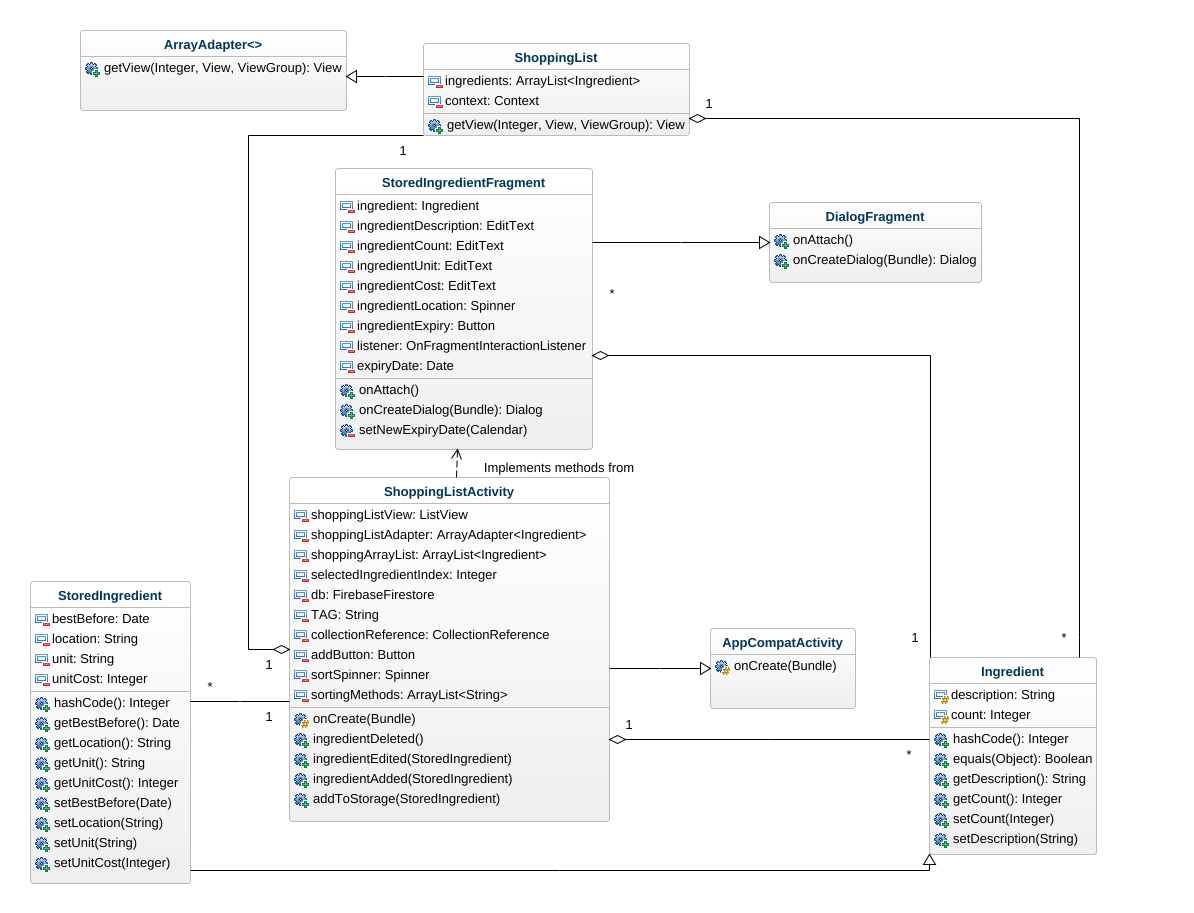 ArrayAdapter<>
getView(Integer, View, ViewGroup): View
ShoppingList
ingredients: ArrayList<Ingredient>
context: Context
getView(Integer, View, ViewGroup): View
1
1
StoredIngredientFragment
ingredient: Ingredient
ingredientDescription: EditText
ingredientCount: EditText
ingredientUnit: EditText
ingredientCost: EditText
ingredientLocation: Spinner
ingredientExpiry: Button
listener: OnFragmentInteractionListener
expiryDate: Date
onAttach()
onCreateDialog(Bundle): Dialog
setNewExpiryDate(Calendar)
DialogFragment
onAttach()
onCreateDialog(Bundle): Dialog
*
Implements methods from
ShoppingListActivity
shoppingListView: ListView
shoppingListAdapter: ArrayAdapter<Ingredient>
shoppingArrayList: ArrayList<Ingredient>
selectedIngredientIndex: Integer
db: FirebaseFirestore
TAG: String
collectionReference: CollectionReference
addButton: Button
sortSpinner: Spinner
sortingMethods: ArrayList<String>
onCreate(Bundle)
ingredientDeleted()
ingredientEdited(StoredIngredient)
ingredientAdded(StoredIngredient)
addToStorage(StoredIngredient)
StoredIngredient
bestBefore: Date
location: String
unit: String
unitCost: Integer
hashCode(): Integer
getBestBefore(): Date
getLocation(): String
getUnit(): String
getUnitCost(): Integer
setBestBefore(Date)
setLocation(String)
setUnit(String)
setUnitCost(Integer)
1
*
1
AppCompatActivity
onCreate(Bundle)
1
*
1
*
Ingredient
description: String
count: Integer
hashCode(): Integer
equals(Object): Boolean
getDescription(): String
getCount(): Integer
setCount(Integer)
setDescription(String)